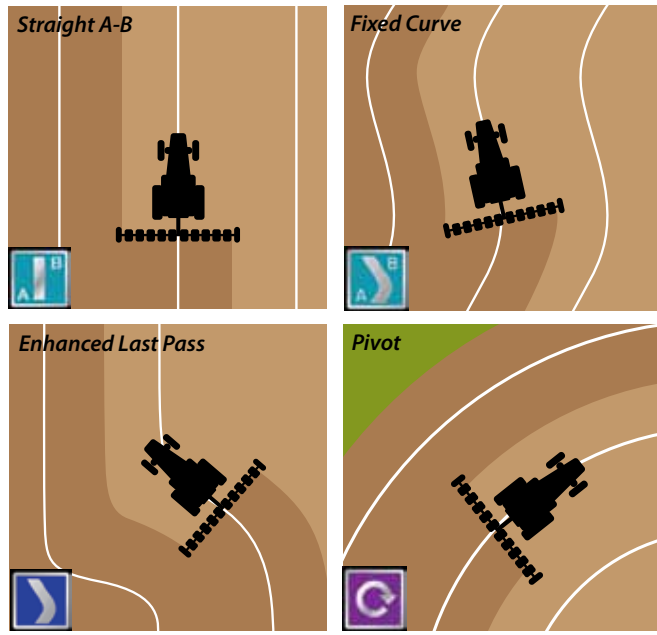 Straight A-B
B
A
Fixed Curve
B
A
Enhanced Last Pass
Pivot